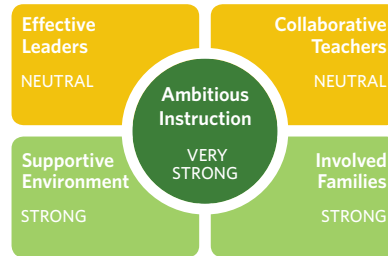 Effective
Leaders
NEUTRAL
Collaborative
Teachers
NEUTRAL
Ambitious
Instruction
VERY
STRONG
Supportive
Environment
STRONG
Involved
Families
STRONG